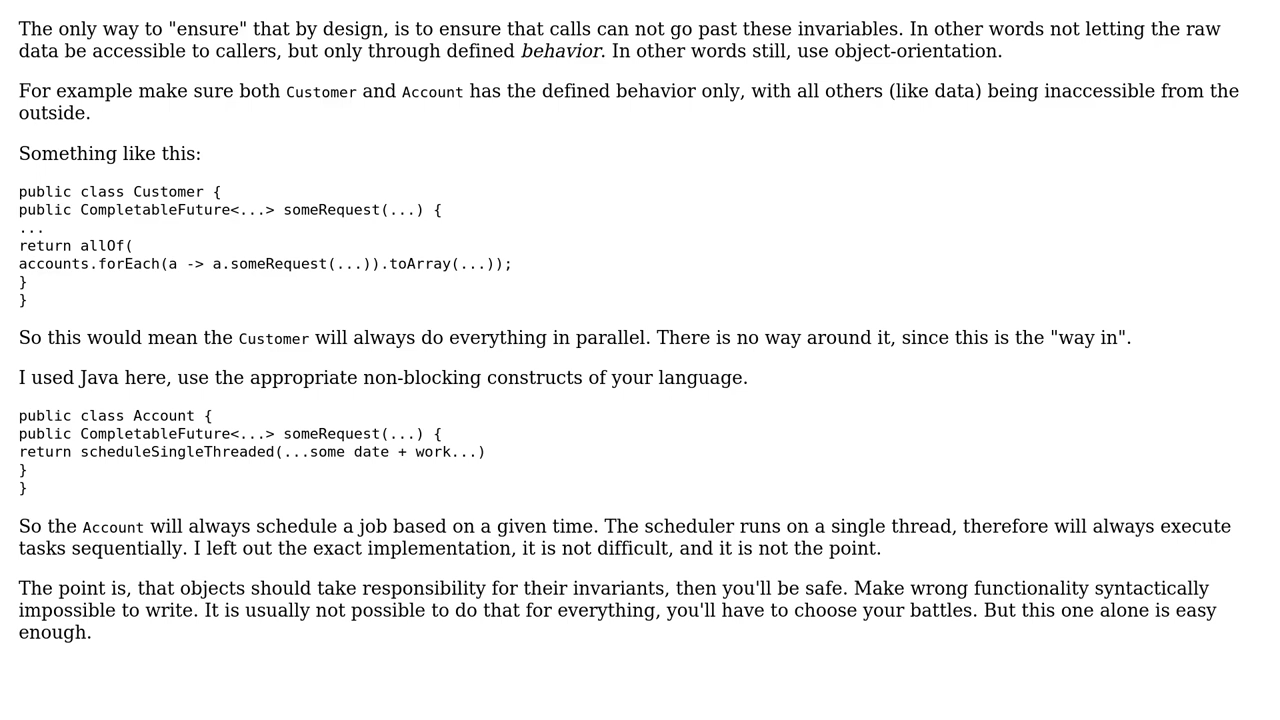 The only way to "ensure" that by design, is to ensure that calls can not go past these invariables. In other words not letting the raw
data be accessible to callers, but only through defined behavior. In other words still, use object-orientation.
For example make sure both Customer and Account has the defined behavior only, with all others (like data) being inaccessible from the
outside.
Something like this:
public class Customer {
public CompletableFuture<...> someRequest(...) {
...
return allOf(
accounts.forEach(a -> a.someRequest(...)).toArray(...));
}
}
So this would mean the Customer will always do everything in parallel. There is no way around it, since this is the "way in".
I used Java here, use the appropriate non-blocking constructs of your language.
public class Account {
public CompletableFuture<...> someRequest(...) {
return scheduleSingleThreaded(...some date + work...)
}
}
So the Account will always schedule a job based on a given time. The scheduler runs on a single thread, therefore will always execute
tasks sequentially. I left out the exact implementation, it is not difficult, and it is not the point.
The point is, that objects should take responsibility for their invariants, then you'll be safe. Make wrong functionality syntactically
impossible to write. It is usually not possible to do that for everything, you'll have to choose your battles. But this one alone is easy
enough.